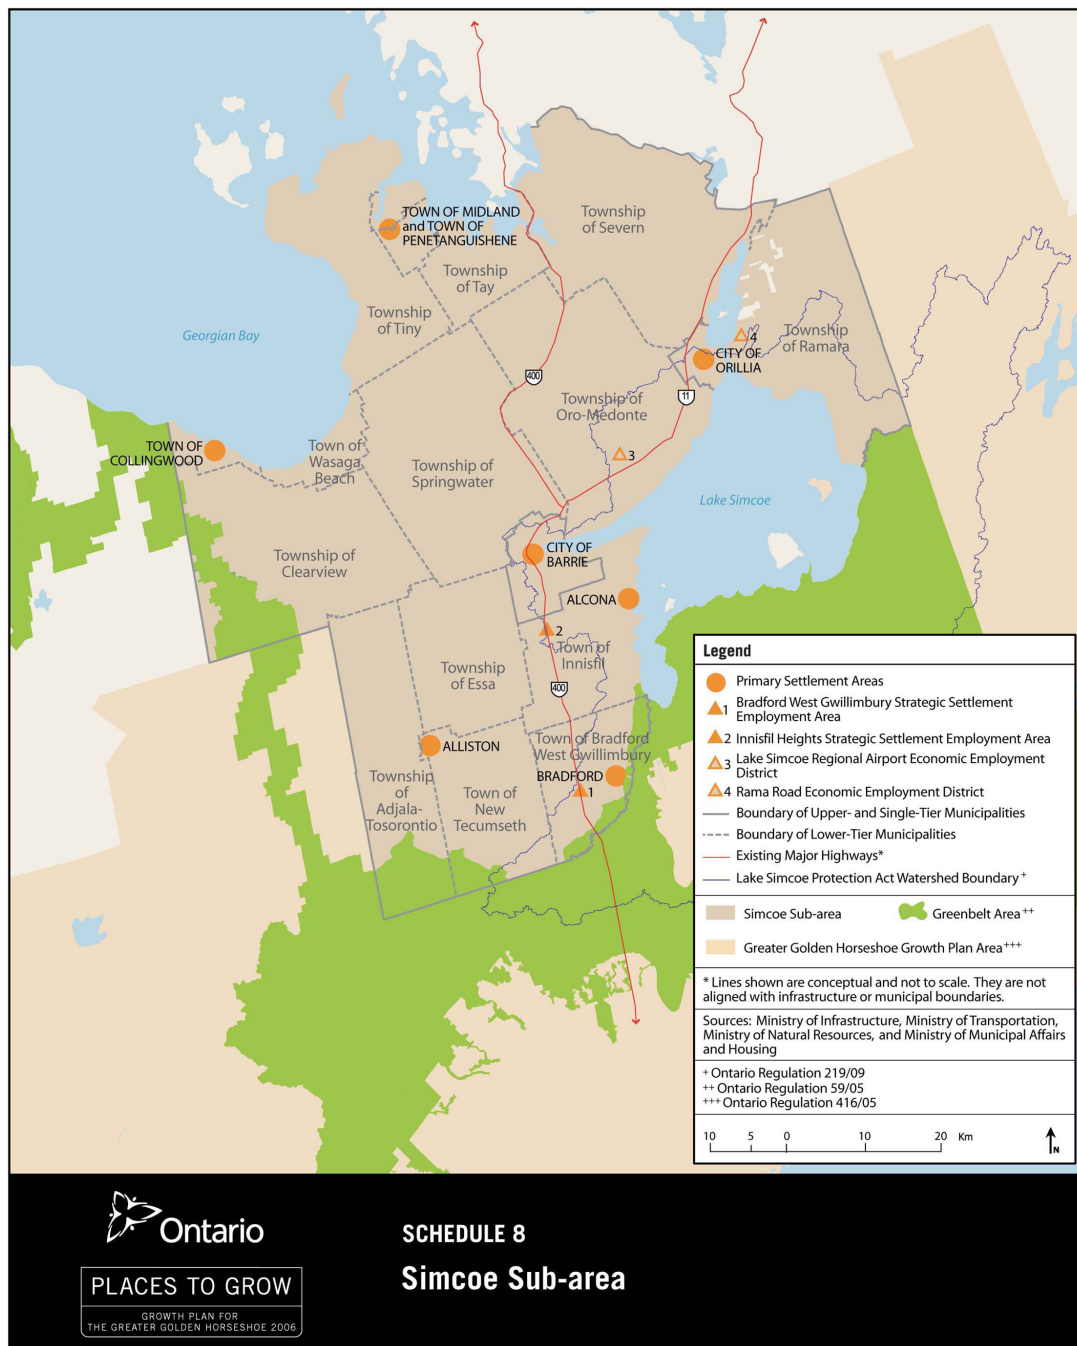 TOWN OF MIDLAND
and TOWN OF
PENETANGUISHENE
Township
of Severn
Township
of Tay
Township
of Tiny
Georgian Bay
4
Township
of Ramara
CITY OF
ORILLIA
400
11
Township of
Oro-Medonte
TOWN OF
COLLINGWOOD
Town of
Wasaga
Beach
3
Township of
Springwater
Lake Simcoe
Township of
Clearview
CITY OF
BARRIE
ALCONA
2
Town of
Innisfil
Township
of Essa
400
ALLISTON
Town of Bradford
West Gwillimbury
BRADFORD
1
Township
of
Adjala-
Tosorontio
Town of
New
Tecumseth
Legend
Primary Settlement Areas
1 Bradford West Gwillimbury Strategic Settlement
Employment Area
2 Innisfil Heights Strategic Settlement Employment Area
3 Lake Simcoe Regional Airport Economic Employment
District
4 Rama Road Economic Employment District
Boundary of Upper- and Single-Tier Municipalities
Boundary of Lower-Tier Municipalities
Existing Major Highways*
Lake Simcoe Protection Act Watershed Boundary +
Simcoe Sub-area
Greenbelt Area ++
Greater Golden Horseshoe Growth Plan Area +++
* Lines shown are conceptual and not to scale. They are not
aligned with infrastructure or municipal boundaries.
Sources: Ministry of Infrastructure, Ministry of Transportation,
Ministry of Natural Resources, and Ministry of Municipal Affairs
and Housing
+ Ontario Regulation 219/09
++ Ontario Regulation 59/05
+++ Ontario Regulation 416/05
10 5 0 10 20 Km
N
Ontario
PLACES TO GROW
GROWTH PLAN FOR
THE GREATER GOLDEN HORSESHOE 2006
SCHEDULE 8
Simcoe Sub-area